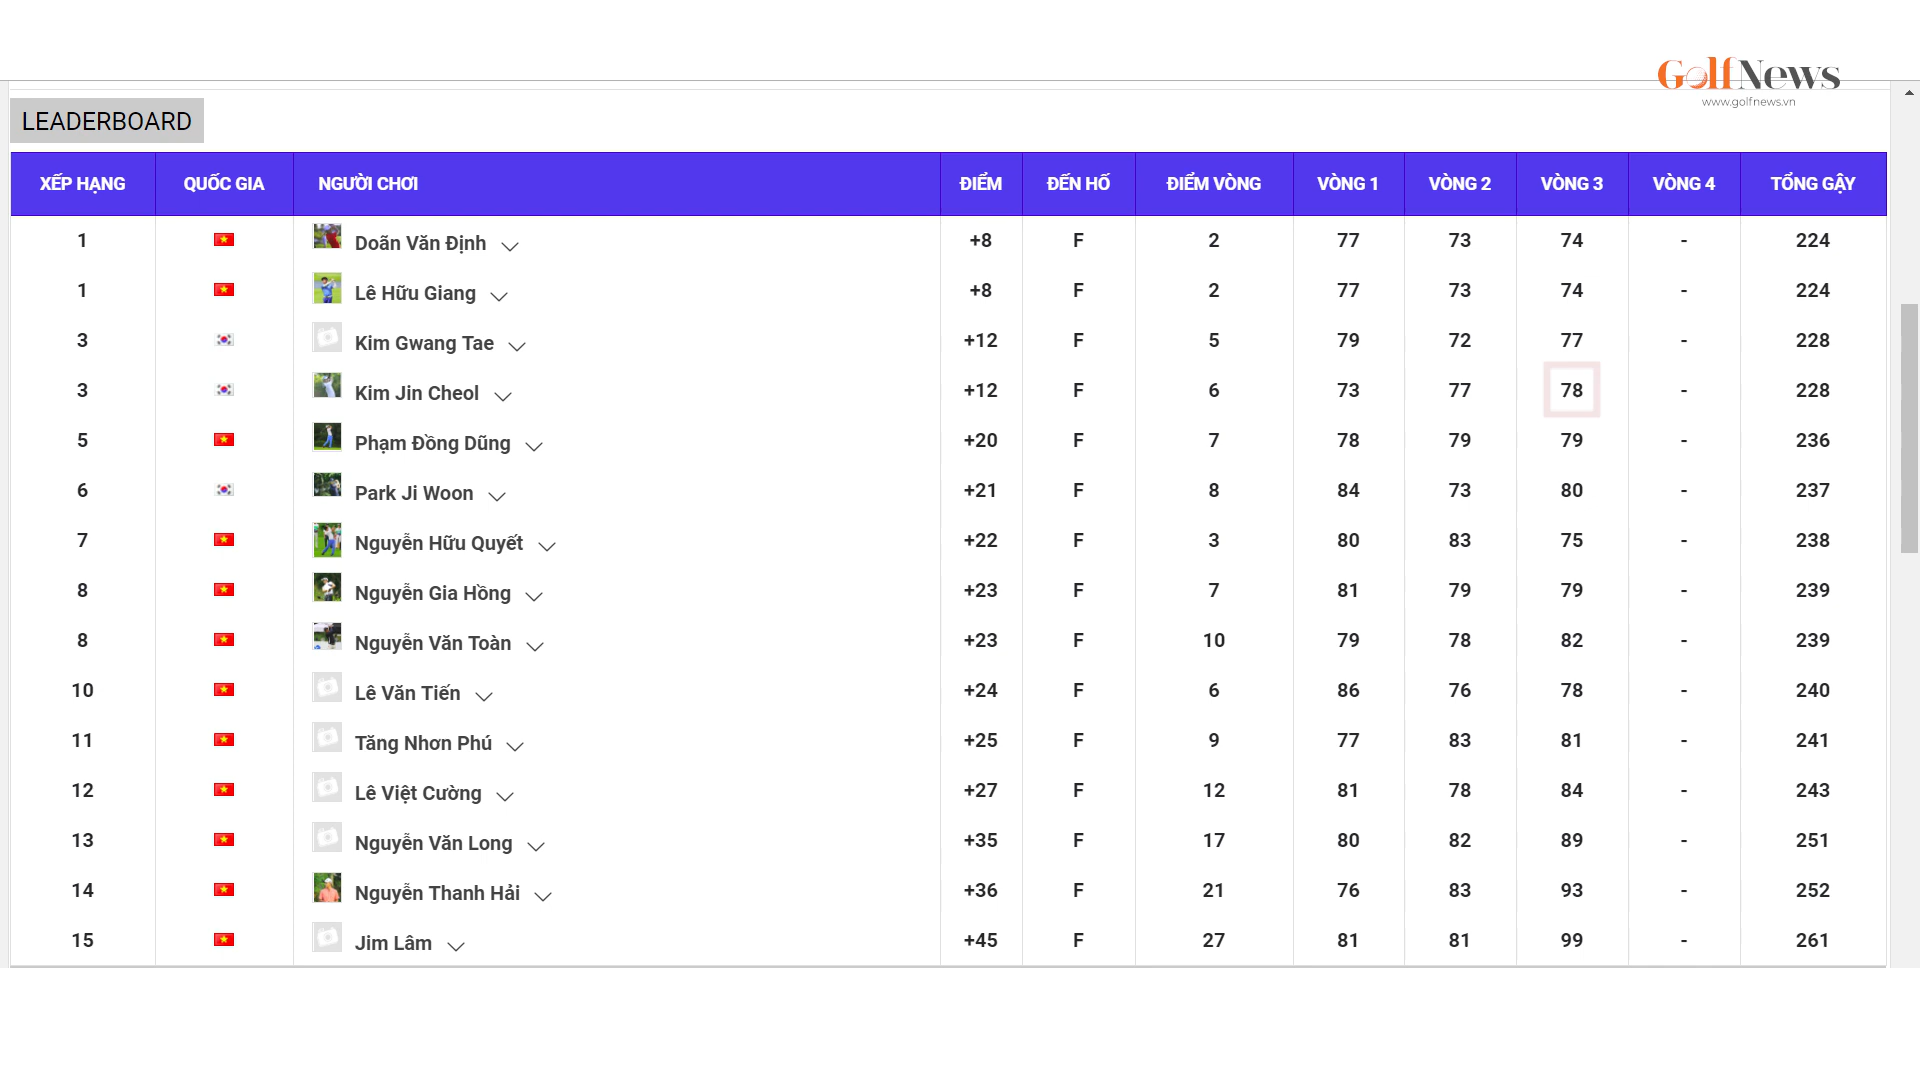 Golf News
www.golfnews.vn
LEADERBOARD
XẾP HẠNG QUỐC GIA NGƯỜI CHƠI ĐIỂM ĐẾN HỐ ĐIỂM VÒNG VÒNG 1 VÒNG 2 VÒNG 3 VÒNG 4 TỔNG GẬY
1 Doãn Văn Định +8 F 2 77 73 74 - 224
1 Lê Hữu Giang +8 F 2 77 73 74 - 224
3 Kim Gwang Tae +12 F 5 79 72 77 - 228
3 Kim Jin Cheol +12 F 6 73 77 78 - 228
5 Phạm Đồng Dũng +20 F 7 78 79 79 - 236
6 Park Ji Woon +21 F 8 84 73 80 - 237
7 Nguyễn Hữu Quyết +22 F 3 80 83 75 - 238
8 Nguyễn Gia Hồng +23 F 7 81 79 79 - 239
8 Nguyễn Văn Toàn +23 F 10 79 78 82 - 239
10 Lê Văn Tiến +24 F 6 86 76 78 - 240
11 Tăng Nhơn Phú +25 F 9 77 83 81 - 241
12 Lê Việt Cường +27 F 12 81 78 84 - 243
13 Nguyễn Văn Long +35 F 17 80 82 89 - 251
14 Nguyễn Thanh Hải +36 F 21 76 83 93 - 252
15 Jim Lâm +45 F 27 81 81 99 - 261